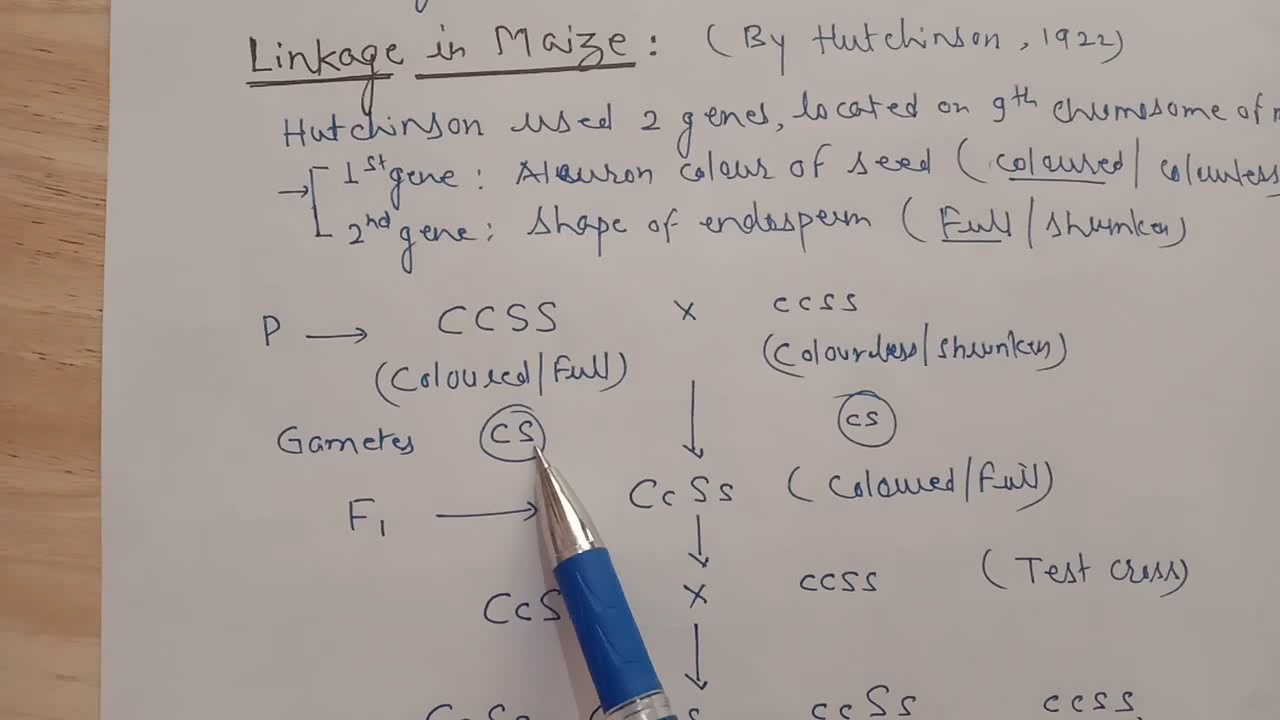 Linkage in Maize : (By Hutchinson, 1922)
Hutchinson used 2 genes, located on 9th chromosome of
→ 1st gene : Aleuron colour of seed (coloured/colourless
2nd gene : shape of endosperm (Full/shrunken)
P → CCSS × ccss
(Coloured/Full) (Colourless/shrunken)
Gametes CS cs
F1 → CcSs (Coloured/Full)
CcS × ccss (Test cross)
ccSs ccss